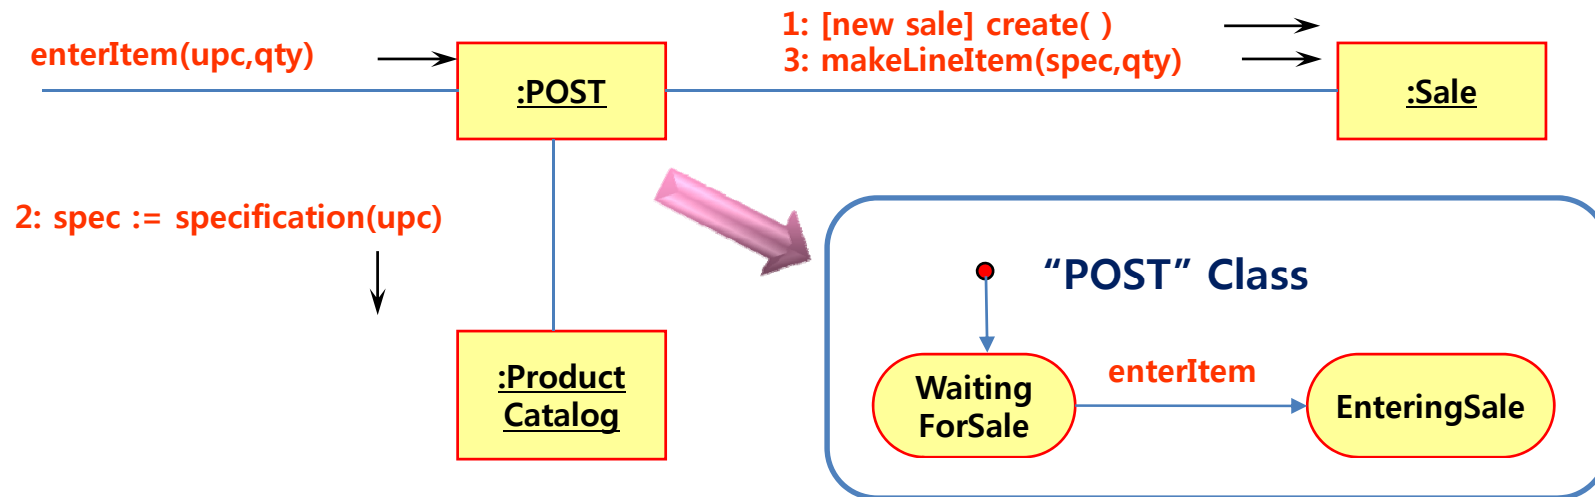 enterItem(upc,qty)
:POST
1: [new sale] create( )
3: makeLineItem(spec,qty)
:Sale
2: spec := specification(upc)
:Product
Catalog
“POST” Class
Waiting
ForSale
enterItem
EnteringSale